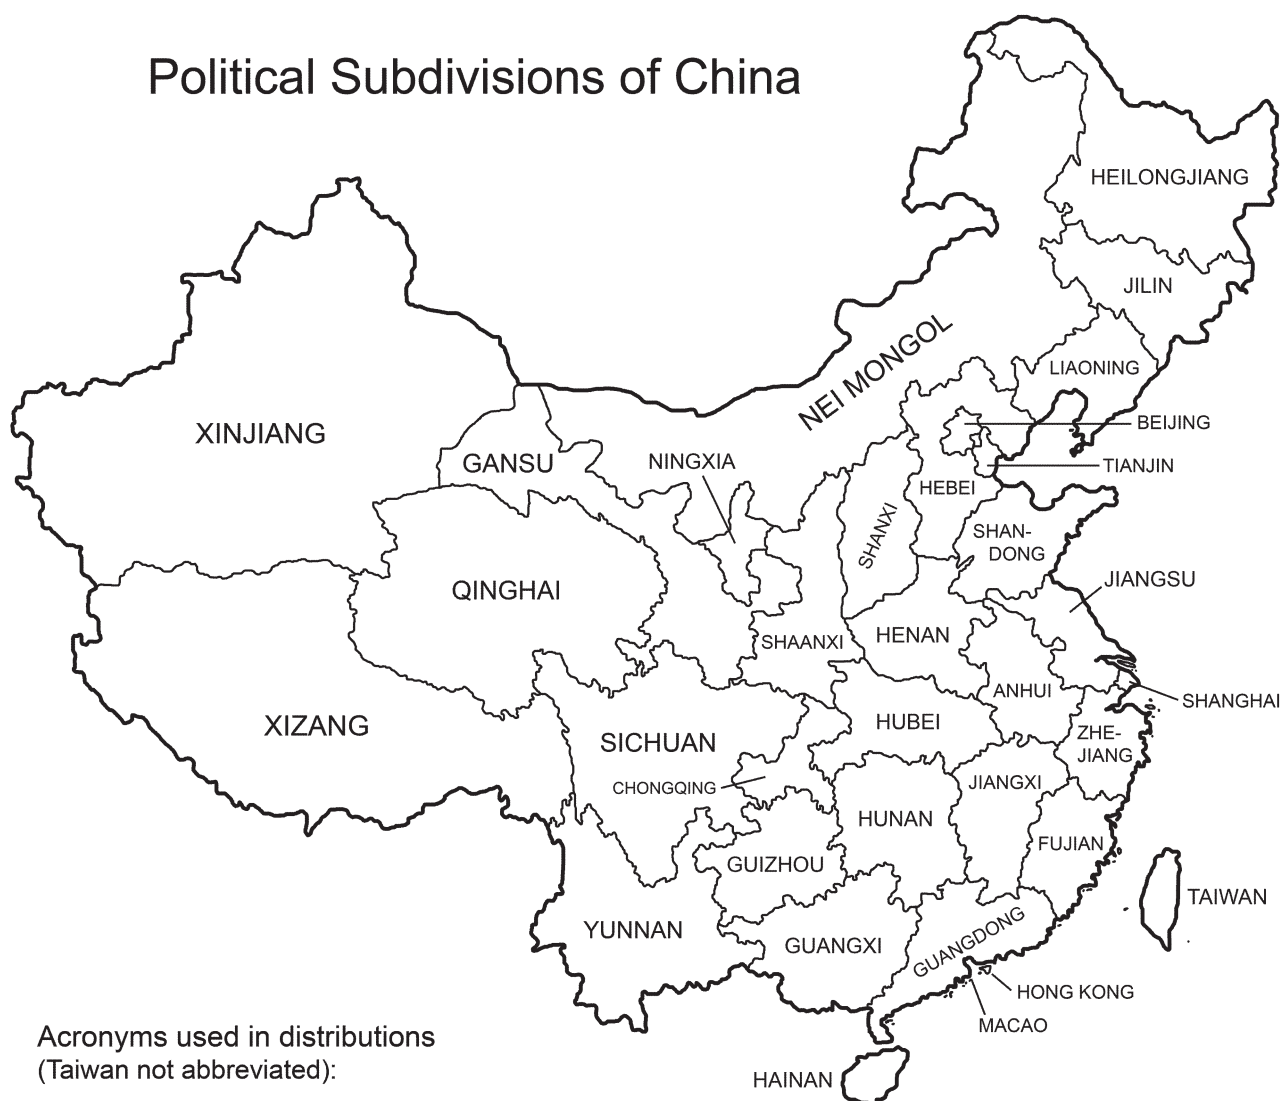 Political Subdivisions of China
HEILONGJIANG
JILIN
NEI MONGOL
LIAONING
BEIJING
XINJIANG
GANSU
NINGXIA
TIANJIN
HEBEI
SHANXI
SHAN-
DONG
JIANGSU
QINGHAI
SHAANXI
HENAN
ANHUI
SHANGHAI
XIZANG
SICHUAN
HUBEI
ZHE-
JIANG
CHONGQING
JIANGXI
HUNAN
FUJIAN
GUIZHOU
TAIWAN
YUNNAN
GUANGXI
GUANGDONG
HONG KONG
MACAO
Acronyms used in distributions
(Taiwan not abbreviated):
HAINAN